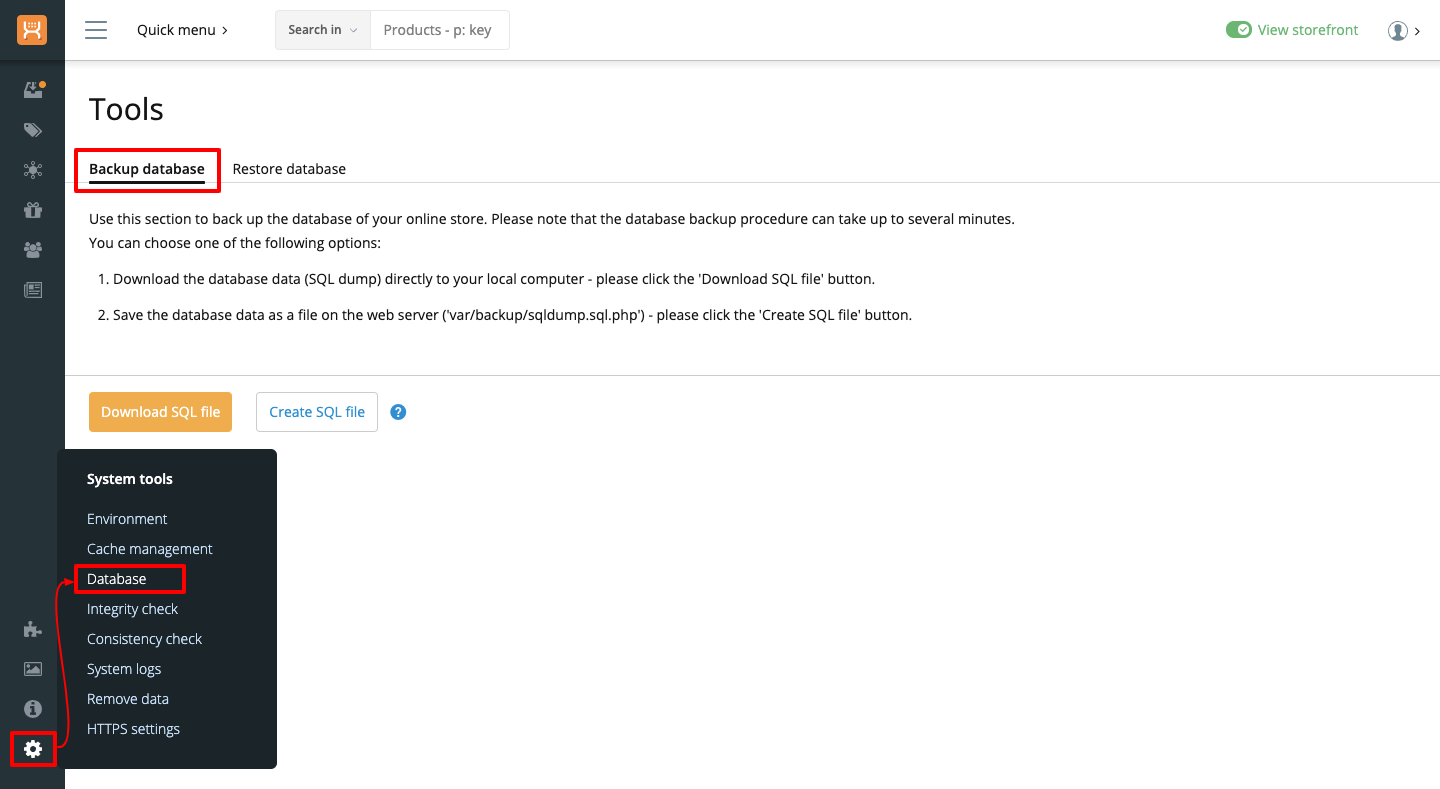 Quick menu
Search in
Products - p: key
View storefront
Tools
Backup database
Restore database
Use this section to back up the database of your online store. Please note that the database backup procedure can take up to several minutes.
You can choose one of the following options:
1. Download the database data (SQL dump) directly to your local computer - please click the 'Download SQL file' button.
2. Save the database data as a file on the web server ('var/backup/sqldump.sql.php') - please click the 'Create SQL file' button.
Download SQL file
Create SQL file
?
System tools
Environment
Cache management
Database
Integrity check
Consistency check
System logs
Remove data
HTTPS settings